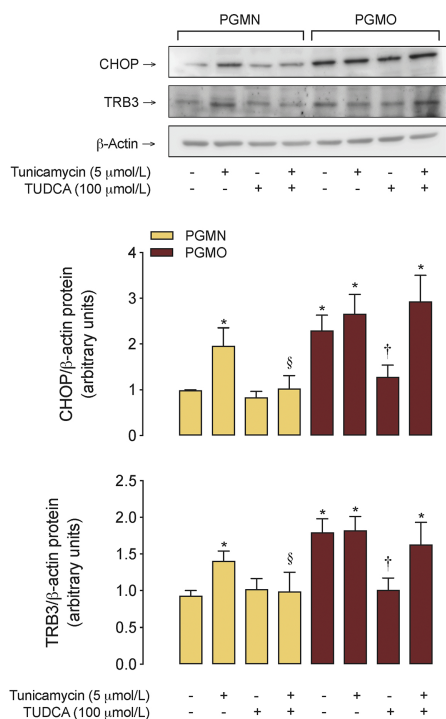 PGMN PGMO
CHOP →
TRB3 →
β-Actin →
Tunicamycin (5 μmol/L) - + - + - + - +
TUDCA (100 μmol/L) - - + + - - + +
PGMN
PGMO
CHOP/β-actin protein
(arbitrary units)
4
3
2
1
0
* § * * † *
TRB3/β-actin protein
(arbitrary units)
2.5
2.0
1.5
1.0
0.5
0.0
* § * * † *
Tunicamycin (5 μmol/L) - + - + - + - +
TUDCA (100 μmol/L) - - + + - - + +